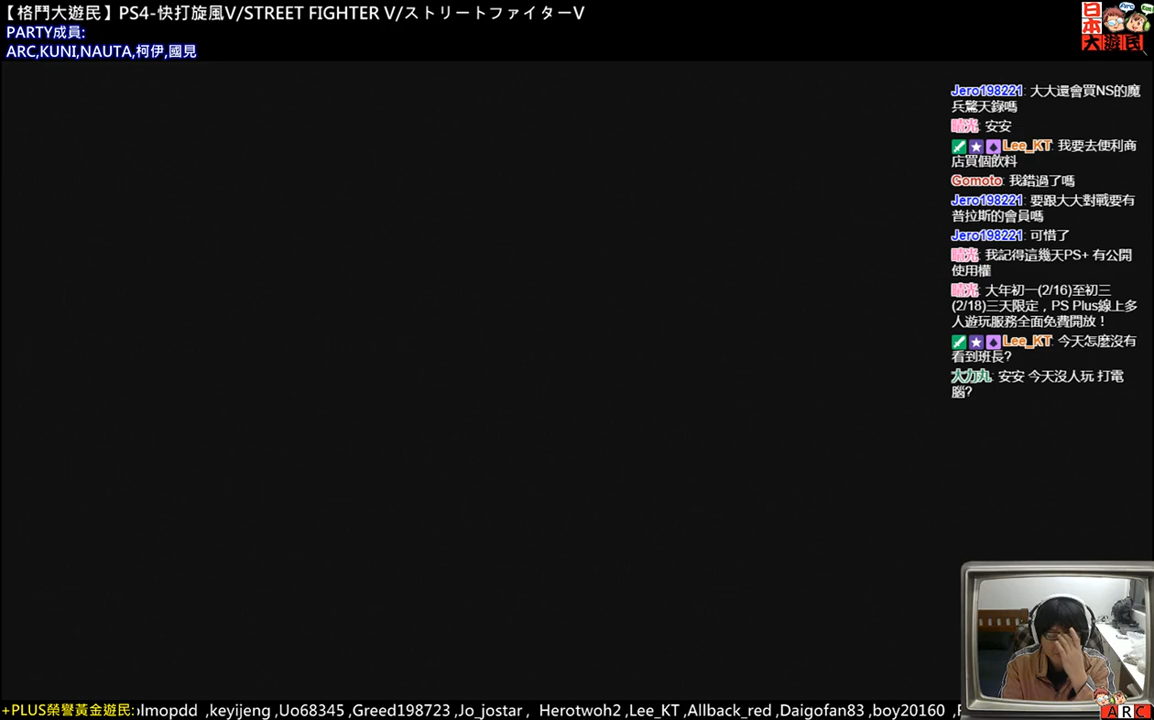 【格鬥大遊民】PS4-快打旋風V/STREET FIGHTER V/ストリートファイターV
PARTY成員:
ARC,KUNI,NAUTA,柯伊,國見
日本
大遊民
Jero198221: 大大還會買NS的魔
兵驚天錄嗎
晴光: 安安
Lee_KT: 我要去便利商
店買個飲料
Gomoto: 我錯過了嗎
Jero198221: 要跟大大對戰要有
普拉斯的會員嗎
Jero198221: 可惜了
晴光: 我記得這幾天PS+ 有公開
使用權
晴光: 大年初一(2/16)至初三
(2/18)三天限定，PS Plus線上多
人遊玩服務全面免費開放！
Lee_KT: 今天怎麼沒有
看到班長?
大力丸: 安安 今天沒人玩 打電
腦?
ARC
+PLUS榮譽黃金遊民: lmopdd ,keyijeng ,Uo68345 ,Greed198723 ,Jo_jostar , Herotwoh2 ,Lee_KT ,Allback_red ,Daigofan83 ,boy20160 ,